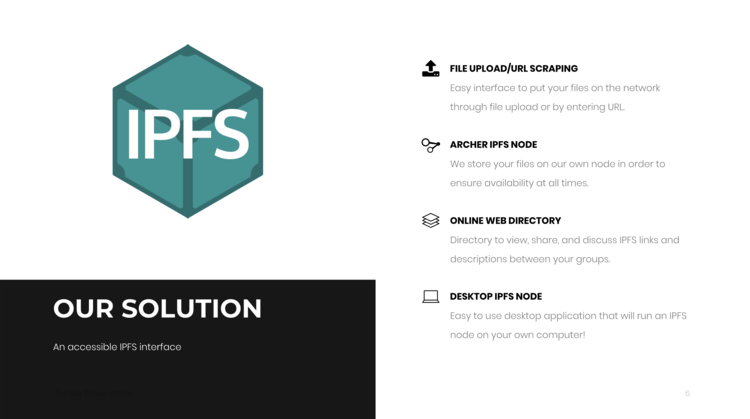 IPFS
OUR SOLUTION
An accessible IPFS interface
FILE UPLOAD/URL SCRAPING
Easy interface to put your files on the network
through file upload or by entering URL.
ARCHER IPFS NODE
We store your files on our own node in order to
ensure availability at all times.
ONLINE WEB DIRECTORY
Directory to view, share, and discuss IPFS links and
descriptions between your groups.
DESKTOP IPFS NODE
Easy to use desktop application that will run an IPFS
node on your own computer!
6